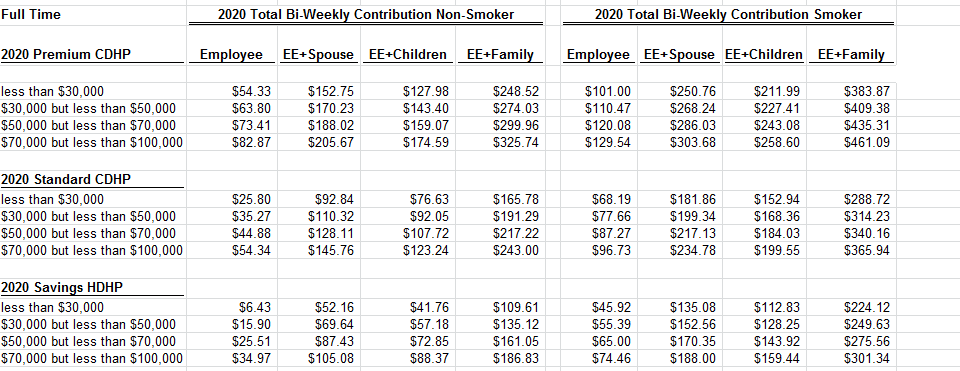 Full Time 2020 Total Bi-Weekly Contribution Non-Smoker 2020 Total Bi-Weekly Contribution Smoker
2020 Premium CDHP Employee EE+Spouse EE+Children EE+Family Employee EE+Spouse EE+Children EE+Family
less than $30,000 $54.33 $152.75 $127.98 $248.52 $101.00 $250.76 $211.99 $383.87
$30,000 but less than $50,000 $63.80 $170.23 $143.40 $274.03 $110.47 $268.24 $227.41 $409.38
$50,000 but less than $70,000 $73.41 $188.02 $159.07 $299.96 $120.08 $286.03 $243.08 $435.31
$70,000 but less than $100,000 $82.87 $205.67 $174.59 $325.74 $129.54 $303.68 $258.60 $461.09
2020 Standard CDHP
less than $30,000 $25.80 $92.84 $76.63 $165.78 $68.19 $181.86 $152.94 $288.72
$30,000 but less than $50,000 $35.27 $110.32 $92.05 $191.29 $77.66 $199.34 $168.36 $314.23
$50,000 but less than $70,000 $44.88 $128.11 $107.72 $217.22 $87.27 $217.13 $184.03 $340.16
$70,000 but less than $100,000 $54.34 $145.76 $123.24 $243.00 $96.73 $234.78 $199.55 $365.94
2020 Savings HDHP
less than $30,000 $6.43 $52.16 $41.76 $109.61 $45.92 $135.08 $112.83 $224.12
$30,000 but less than $50,000 $15.90 $69.64 $57.18 $135.12 $55.39 $152.56 $128.25 $249.63
$50,000 but less than $70,000 $25.51 $87.43 $72.85 $161.05 $65.00 $170.35 $143.92 $275.56
$70,000 but less than $100,000 $34.97 $105.08 $88.37 $186.83 $74.46 $188.00 $159.44 $301.34